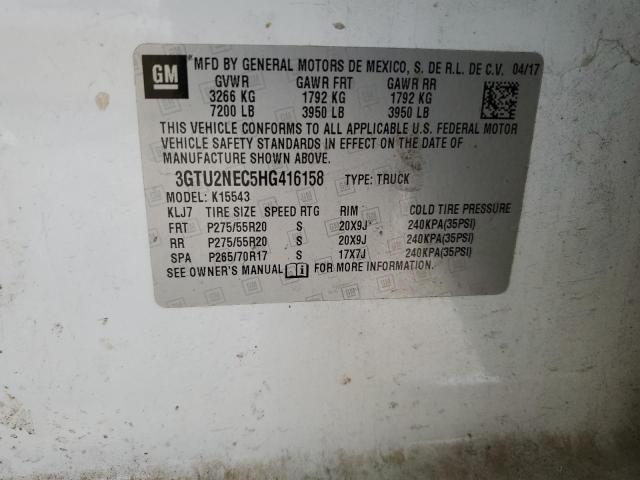 GM
MFD BY GENERAL MOTORS DE MEXICO, S. DE R.L. DE C.V. 04/17
GVWR GAWR FRT GAWR RR
3266 KG 1792 KG 1792 KG
7200 LB 3950 LB 3950 LB
THIS VEHICLE CONFORMS TO ALL APPLICABLE U.S. FEDERAL MOTOR
VEHICLE SAFETY STANDARDS IN EFFECT ON THE DATE OF
MANUFACTURE SHOWN ABOVE.
3GTU2NEC5HG416158 TYPE: TRUCK
MODEL: K15543
KLJ7 TIRE SIZE SPEED RTG RIM COLD TIRE PRESSURE
FRT P275/55R20 S 20X9J 240KPA(35PSI)
RR P275/55R20 S 20X9J 240KPA(35PSI)
SPA P265/70R17 S 17X7J 240KPA(35PSI)
SEE OWNER'S MANUAL FOR MORE INFORMATION.